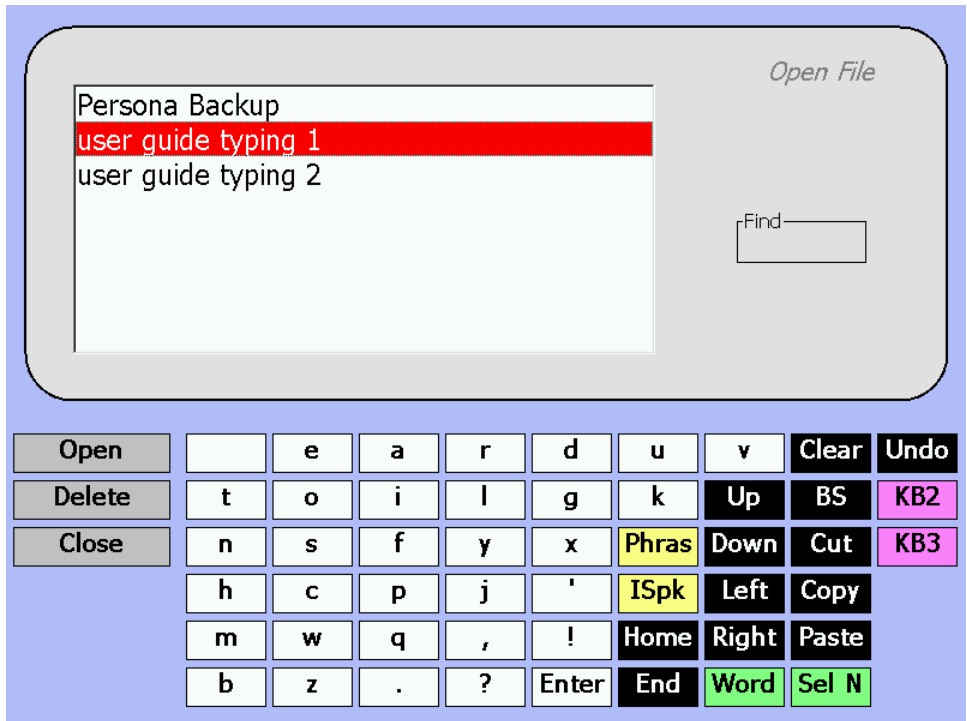 Open File
Persona Backup
user guide typing 1
user guide typing 2
Find
Open e a r d u v Clear Undo
Delete t o i l g k Up BS KB2
Close n s f y x Phras Down Cut KB3
h c p j ' ISpk Left Copy
m w q , ! Home Right Paste
b z . ? Enter End Word Sel N